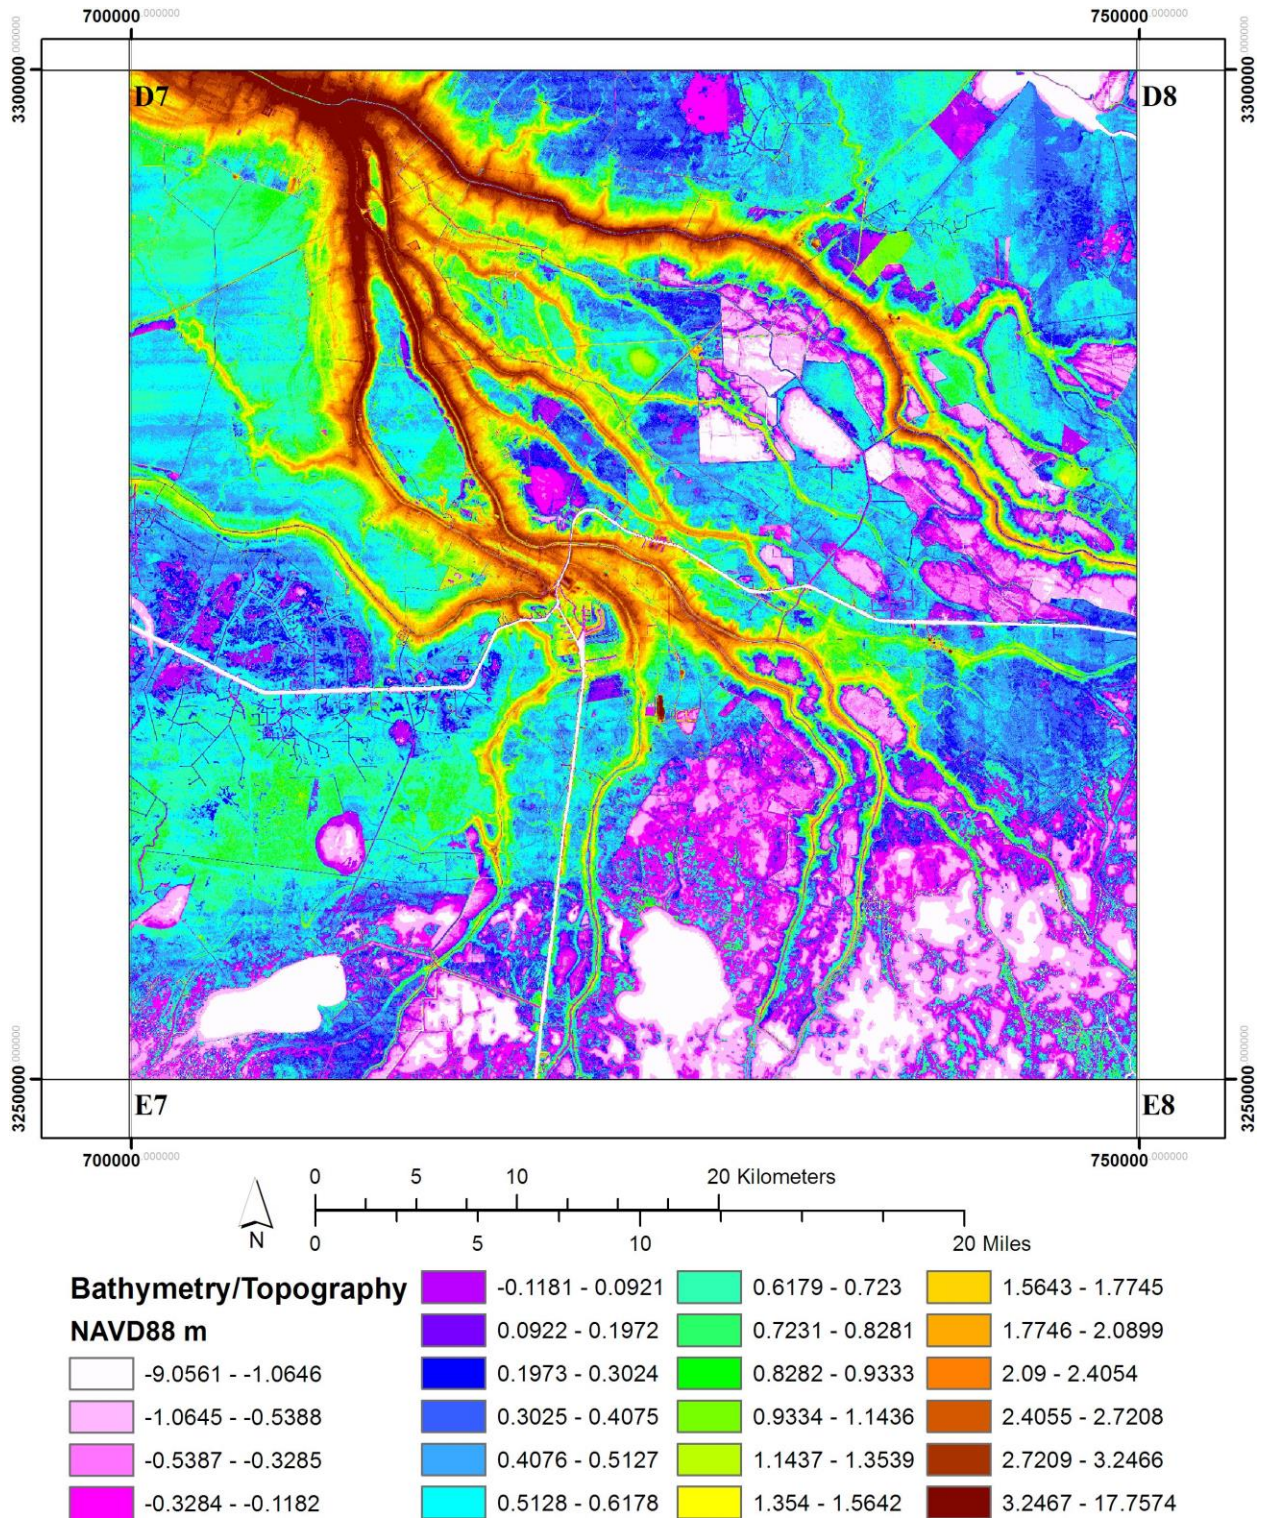 700000.000000 750000.000000
3300000.000000 3300000.000000
D7 D8
3250000.000000 3250000.000000
E7 E8
700000.000000 750000.000000
0 5 10 20 Kilometers
N
0 5 10 20 Miles
Bathymetry/Topography
NAVD88 m
-9.0561 - -1.0646
-1.0645 - -0.5388
-0.5387 - -0.3285
-0.3284 - -0.1182
-0.1181 - 0.0921
0.0922 - 0.1972
0.1973 - 0.3024
0.3025 - 0.4075
0.4076 - 0.5127
0.5128 - 0.6178
0.6179 - 0.723
0.7231 - 0.8281
0.8282 - 0.9333
0.9334 - 1.1436
1.1437 - 1.3539
1.354 - 1.5642
1.5643 - 1.7745
1.7746 - 2.0899
2.09 - 2.4054
2.4055 - 2.7208
2.7209 - 3.2466
3.2467 - 17.7574